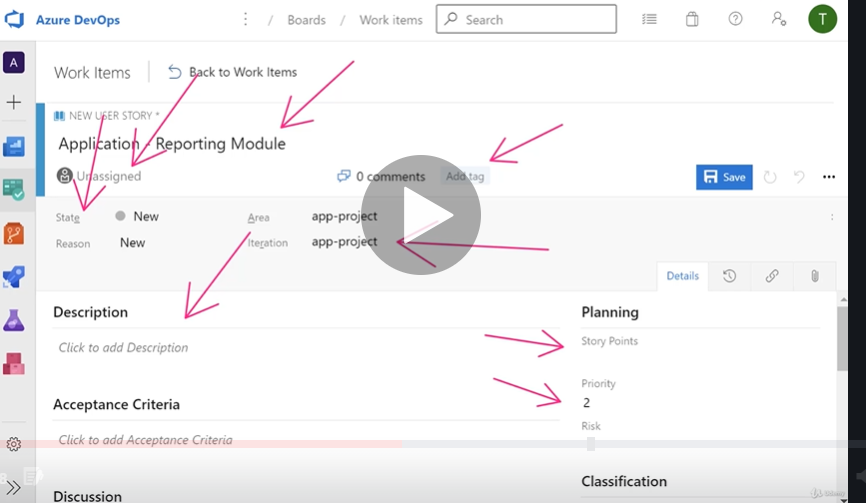 Azure DevOps / Boards / Work items Search T
A
Work Items Back to Work Items
NEW USER STORY *
Application - Reporting Module
Unassigned 0 comments Add tag Save
State New Area app-project
Reason New Iteration app-project
Details
Description Planning
Click to add Description Story Points
Priority
Acceptance Criteria 2
Click to add Acceptance Criteria Risk
Discussion Classification